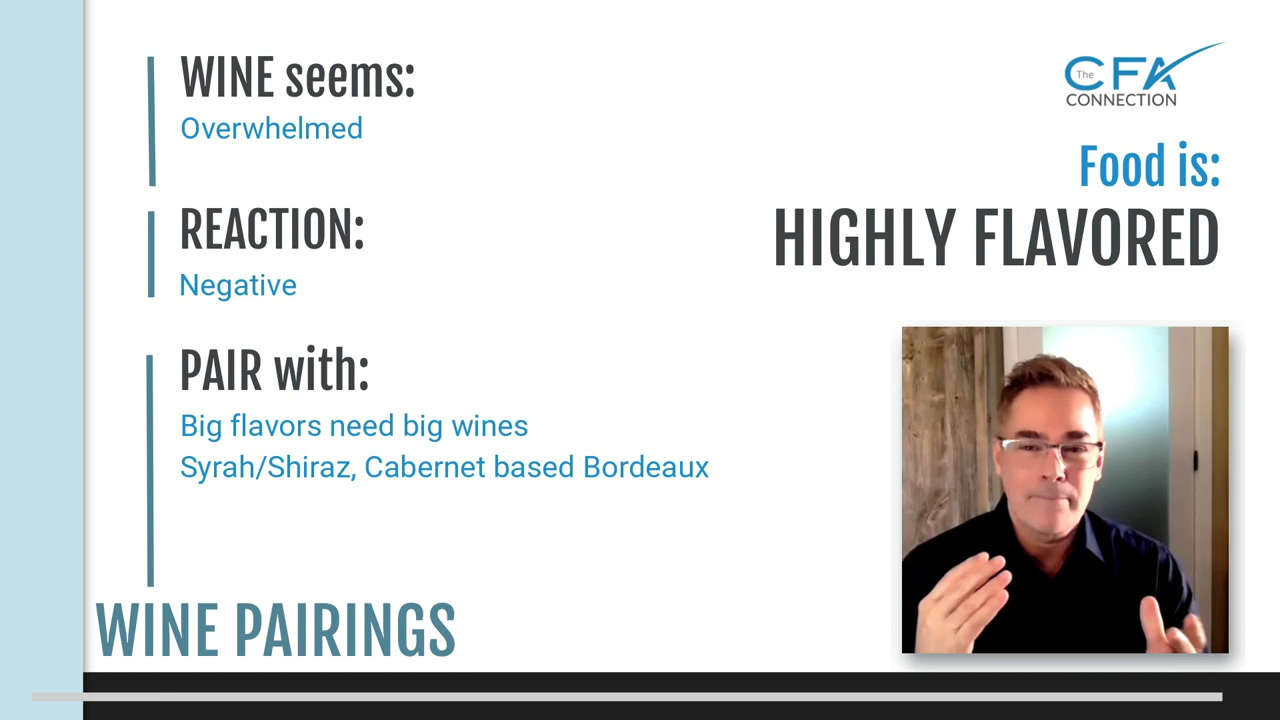 WINE seems:
Overwhelmed
REACTION:
Negative
PAIR with:
Big flavors need big wines
Syrah/Shiraz, Cabernet based Bordeaux
WINE PAIRINGS
The CFA
CONNECTION
Food is:
HIGHLY FLAVORED